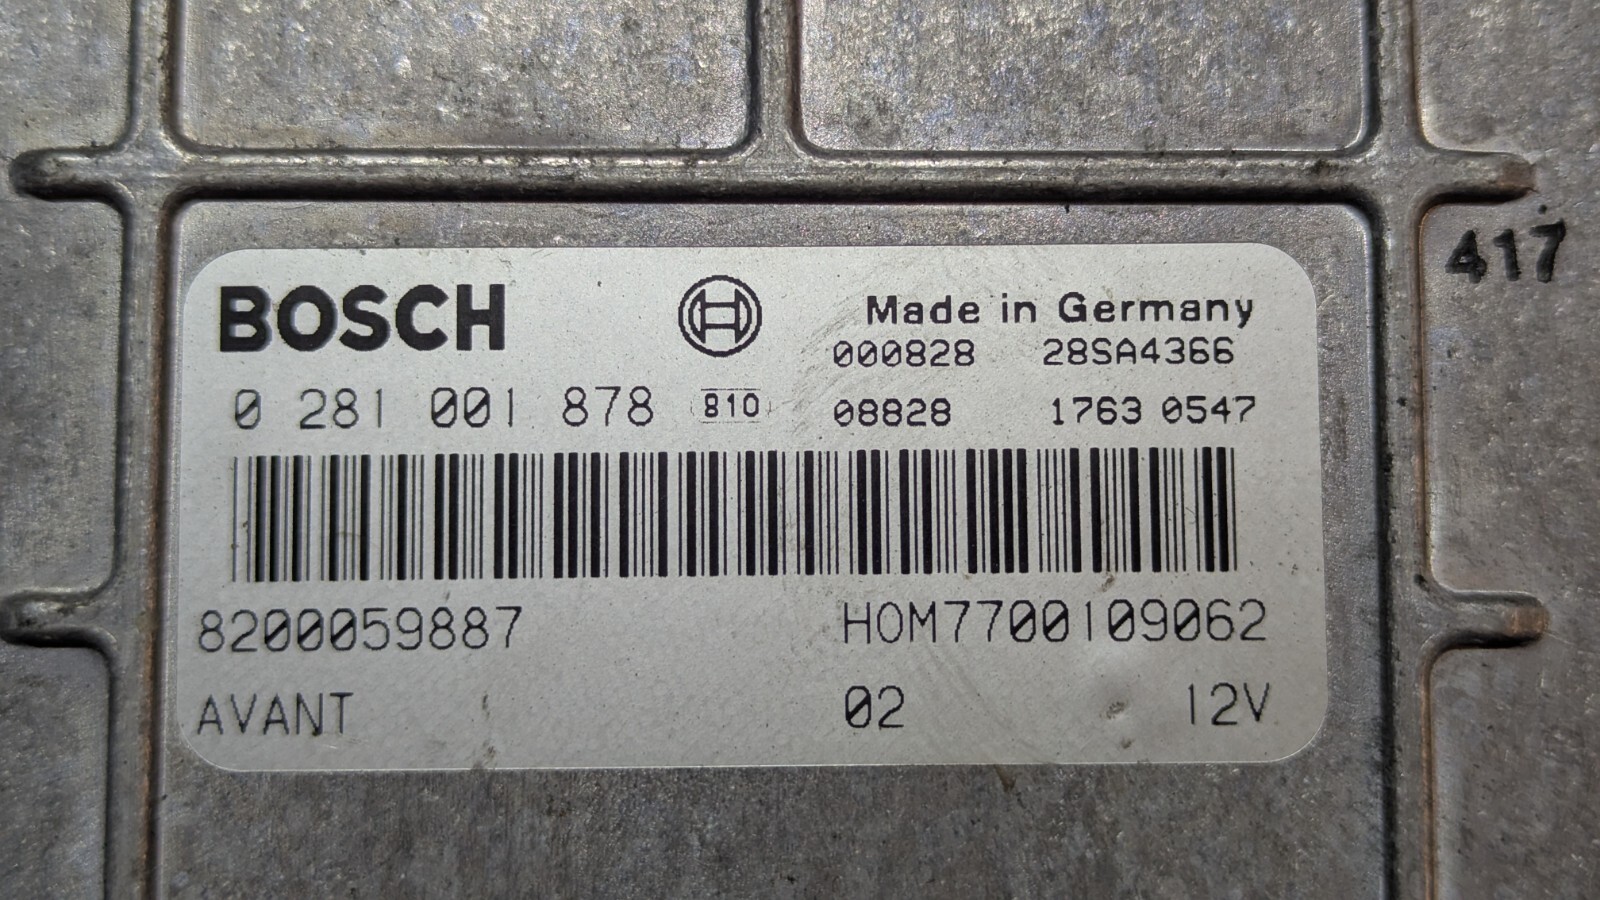 BOSCH Made in Germany
000828 28SA4366
0 281 001 878 810 08828 1763 0547
8200059887 HOM7700109062
AVANT 02 12V
417